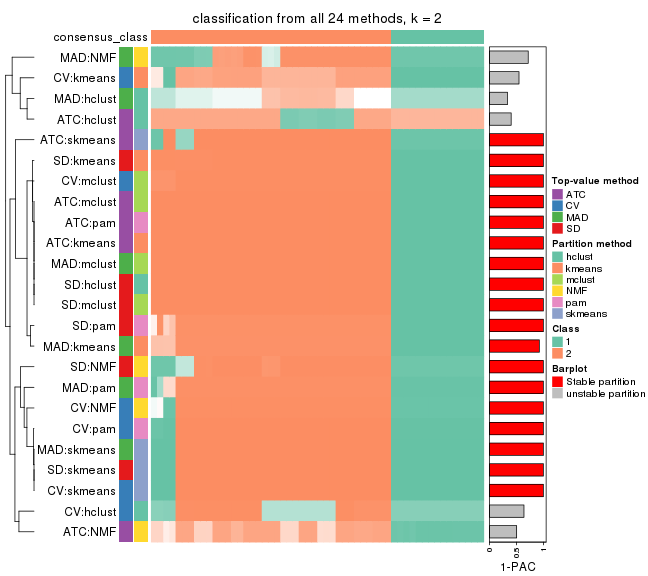 classification from all 24 methods, k = 2
consensus_class
MAD:NMF
CV:kmeans
MAD:hclust
ATC:hclust
ATC:skmeans
SD:kmeans
CV:mclust
ATC:mclust
ATC:pam
ATC:kmeans
MAD:mclust
SD:hclust
SD:mclust
SD:pam
MAD:kmeans
SD:NMF
MAD:pam
CV:NMF
CV:pam
MAD:skmeans
SD:skmeans
CV:skmeans
CV:hclust
ATC:NMF
0
0.5
1
1-PAC
Top-value method
ATC
CV
MAD
SD
Partition method
hclust
kmeans
mclust
NMF
pam
skmeans
Class
1
2
Barplot
Stable partition
unstable partition